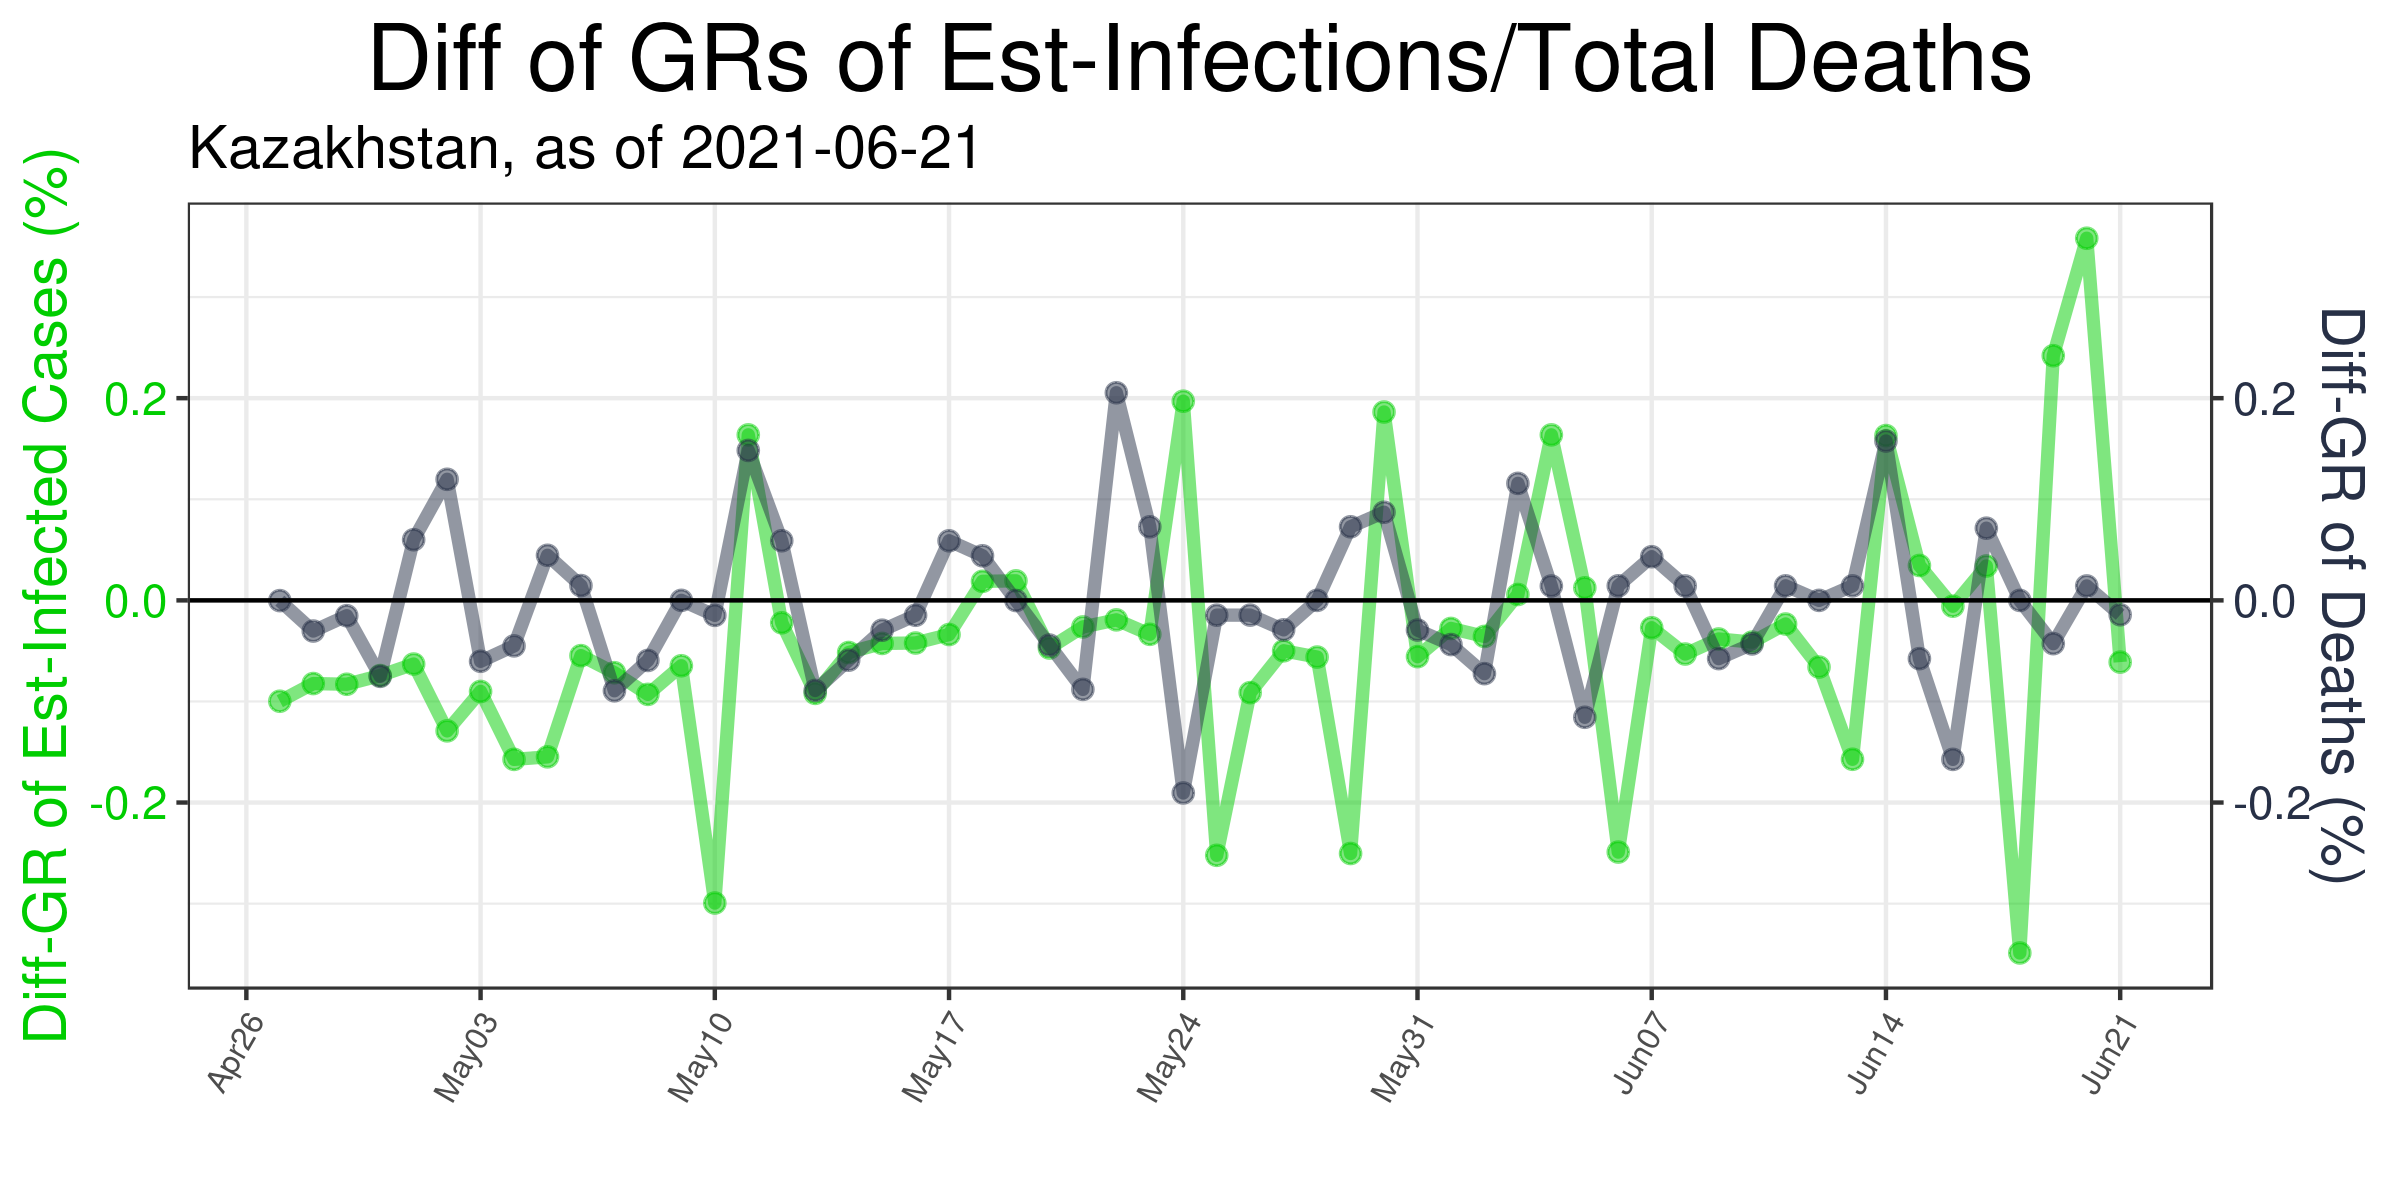 Diff of GRs of Est-Infections/Total Deaths
Kazakhstan, as of 2021-06-21
Diff-GR of Est-Infected Cases (%)
0.2
0.0
-0.2
0.2
0.0
-0.2
Diff-GR of Deaths (%)
Apr26
May03
May10
May17
May24
May31
Jun07
Jun14
Jun21